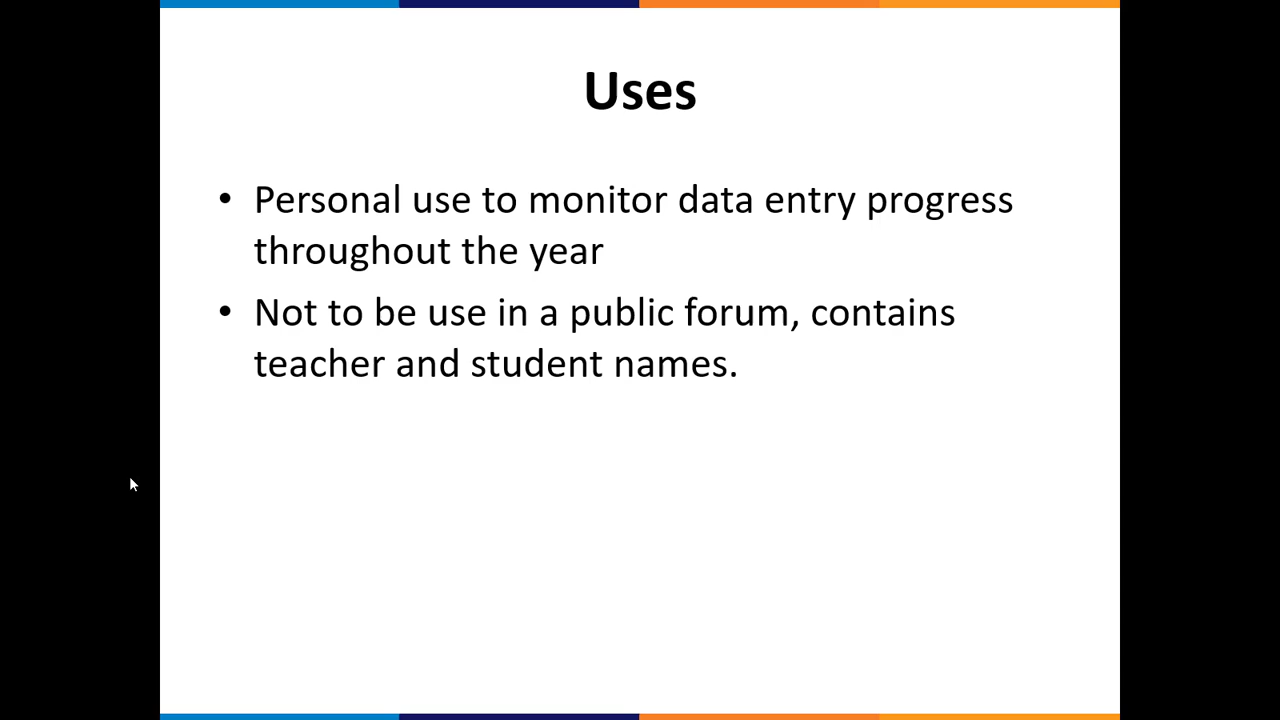 Uses
• Personal use to monitor data entry progress
throughout the year
• Not to be use in a public forum, contains
teacher and student names.